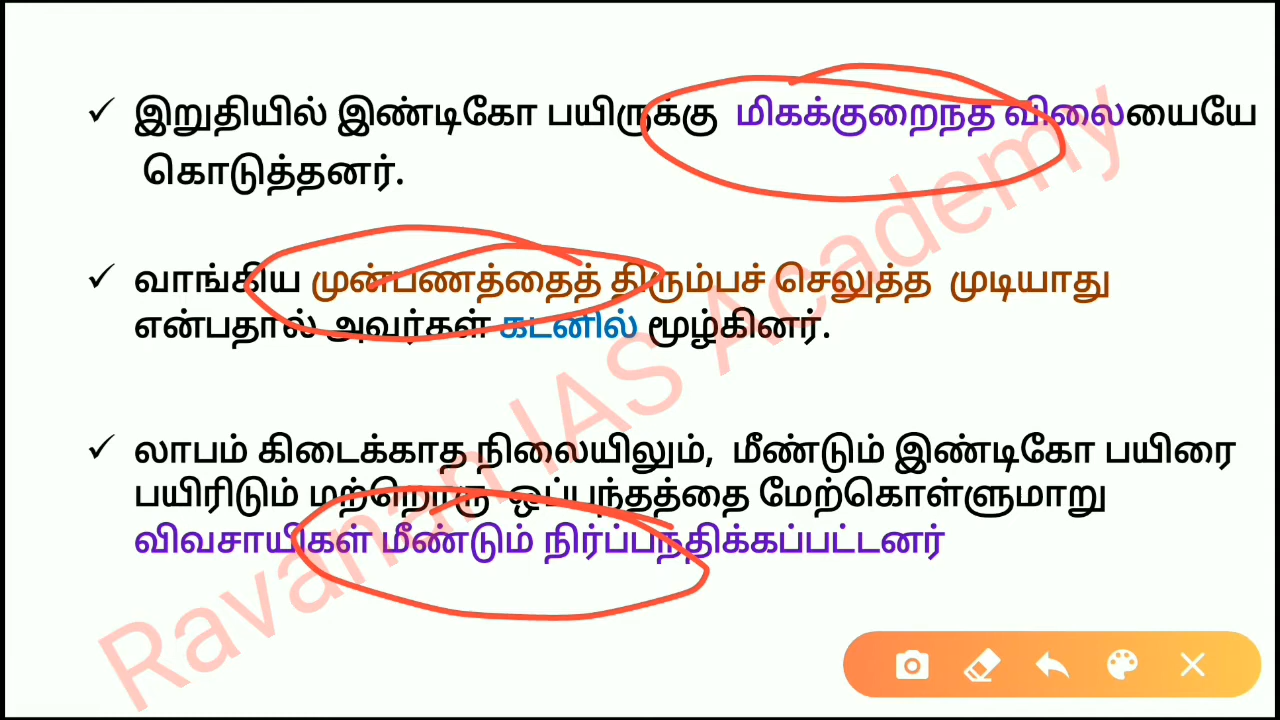 ✓ இறுதியில் இண்டிகோ பயிருக்கு மிகக்குறைந்த விலையையே
கொடுத்தனர்.
✓ வாங்கிய முன்பணத்தைத் திரும்பச் செலுத்த முடியாது
என்பதால் அவர்கள் கடனில் மூழ்கினர்.
✓ லாபம் கிடைக்காத நிலையிலும், மீண்டும் இண்டிகோ பயிரை
பயிரிடும் மற்றொரு ஒப்பந்தத்தை மேற்கொள்ளுமாறு
விவசாயிகள் மீண்டும் நிர்ப்பந்திக்கப்பட்டனர்
Ravanan IAS Academy